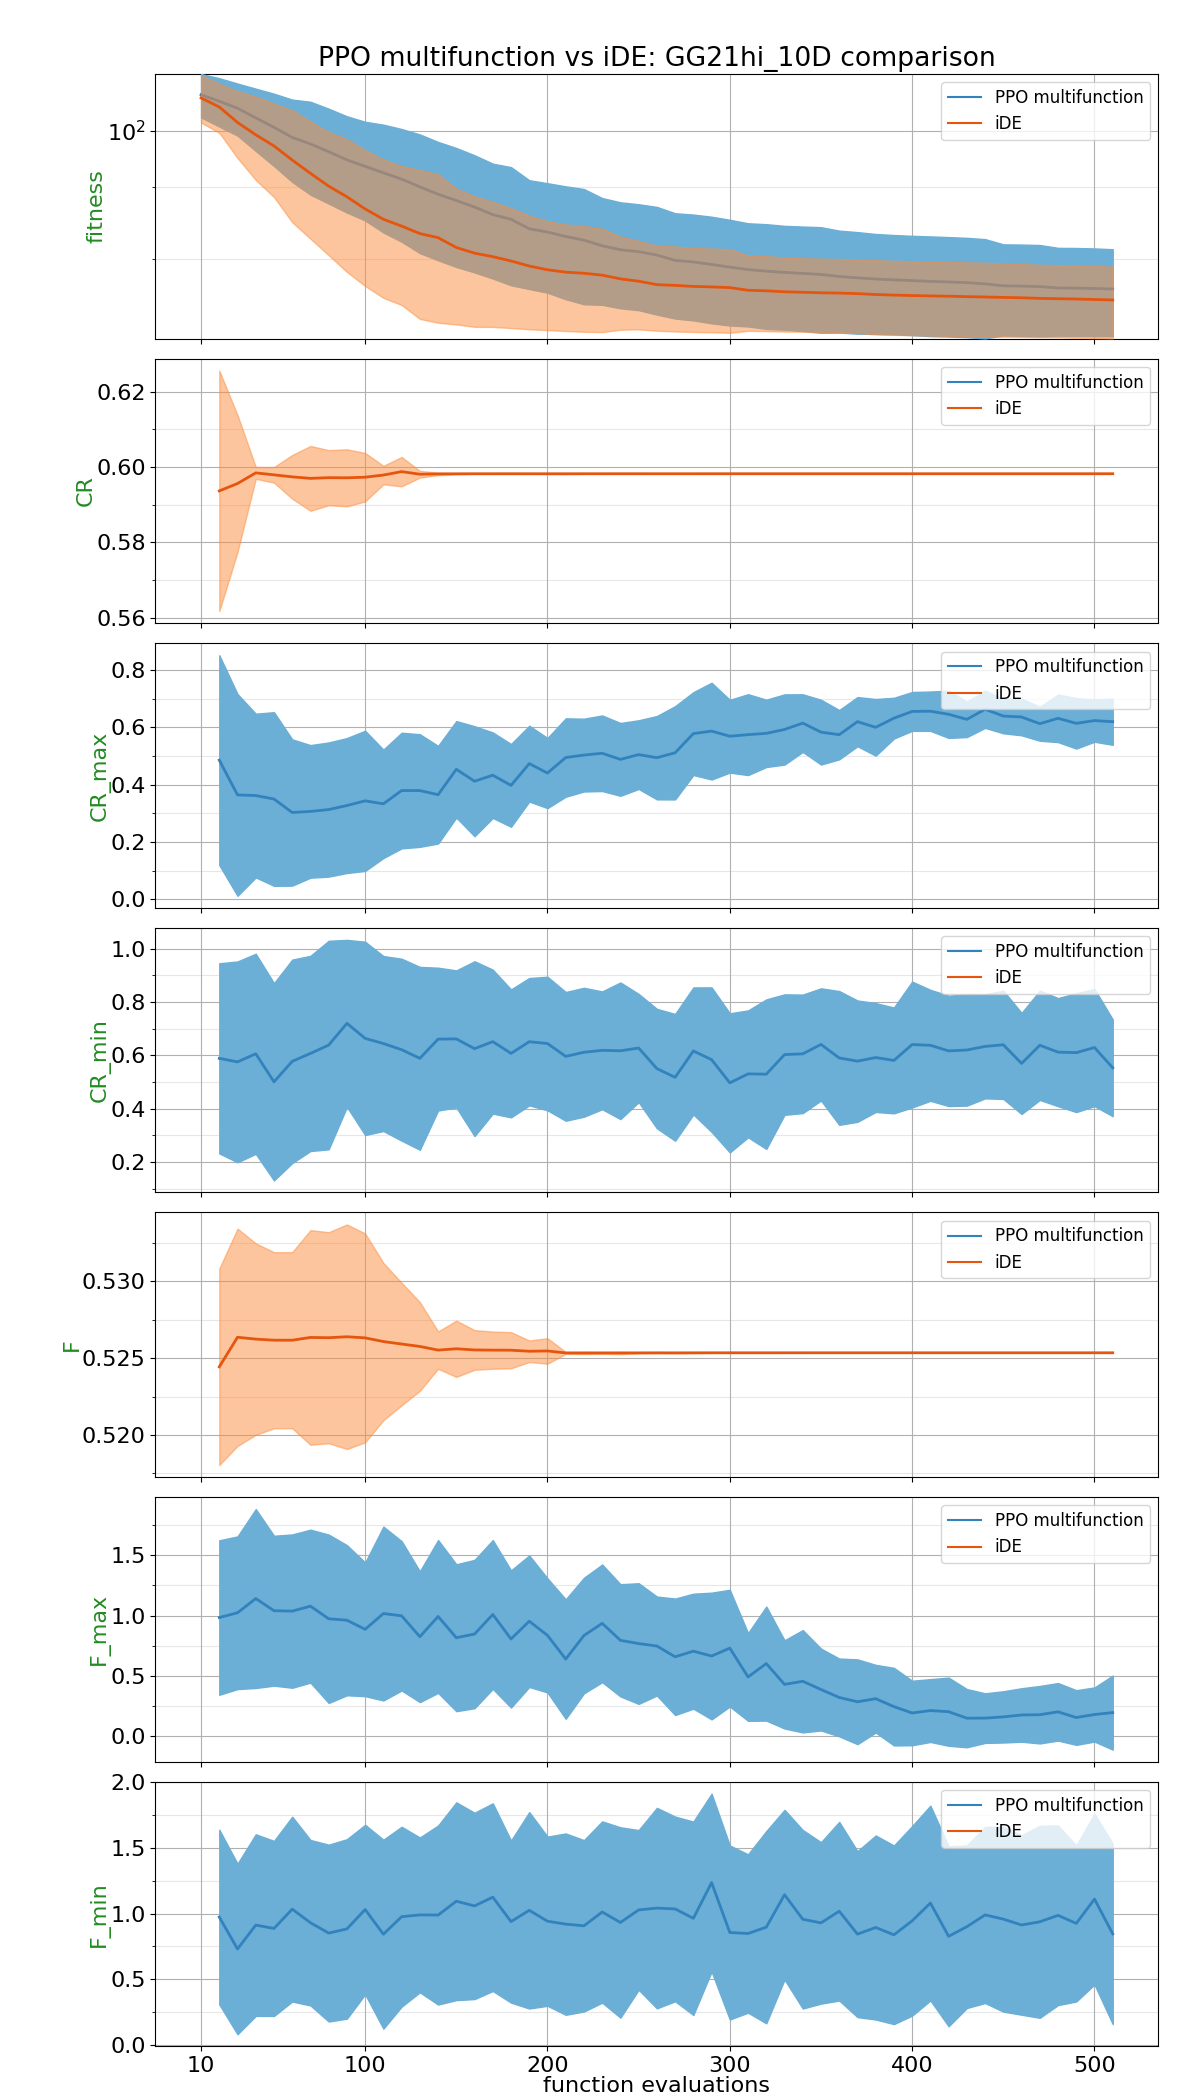 PPO multifunction vs iDE: GG21hi_10D comparison
fitness
10²
PPO multifunction
iDE
CR
0.62
0.60
0.58
0.56
PPO multifunction
iDE
CR_max
0.8
0.6
0.4
0.2
0.0
PPO multifunction
iDE
CR_min
1.0
0.8
0.6
0.4
0.2
PPO multifunction
iDE
F
0.530
0.525
0.520
PPO multifunction
iDE
F_max
1.5
1.0
0.5
0.0
PPO multifunction
iDE
F_min
2.0
1.5
1.0
0.5
0.0
PPO multifunction
iDE
10 100 200 300 400 500
function evaluations